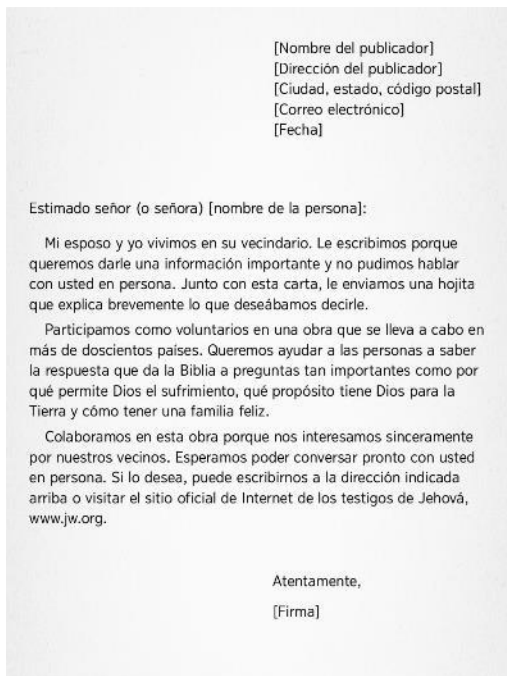 [Nombre del publicador]
[Dirección del publicador]
[Ciudad, estado, código postal]
[Correo electrónico]
[Fecha]
Estimado señor (o señora) [nombre de la persona]:
Mi esposo y yo vivimos en su vecindario. Le escribimos porque
queremos darle una información importante y no pudimos hablar
con usted en persona. Junto con esta carta, le enviamos una hojita
que explica brevemente lo que deseábamos decirle.
Participamos como voluntarios en una obra que se lleva a cabo en
más de doscientos países. Queremos ayudar a las personas a saber
la respuesta que da la Biblia a preguntas tan importantes como por
qué permite Dios el sufrimiento, qué propósito tiene Dios para la
Tierra y cómo tener una familia feliz.
Colaboramos en esta obra porque nos interesamos sinceramente
por nuestros vecinos. Esperamos poder conversar pronto con usted
en persona. Si lo desea, puede escribirnos a la dirección indicada
arriba o visitar el sitio oficial de Internet de los testigos de Jehová,
www.jw.org.
Atentamente,
[Firma]